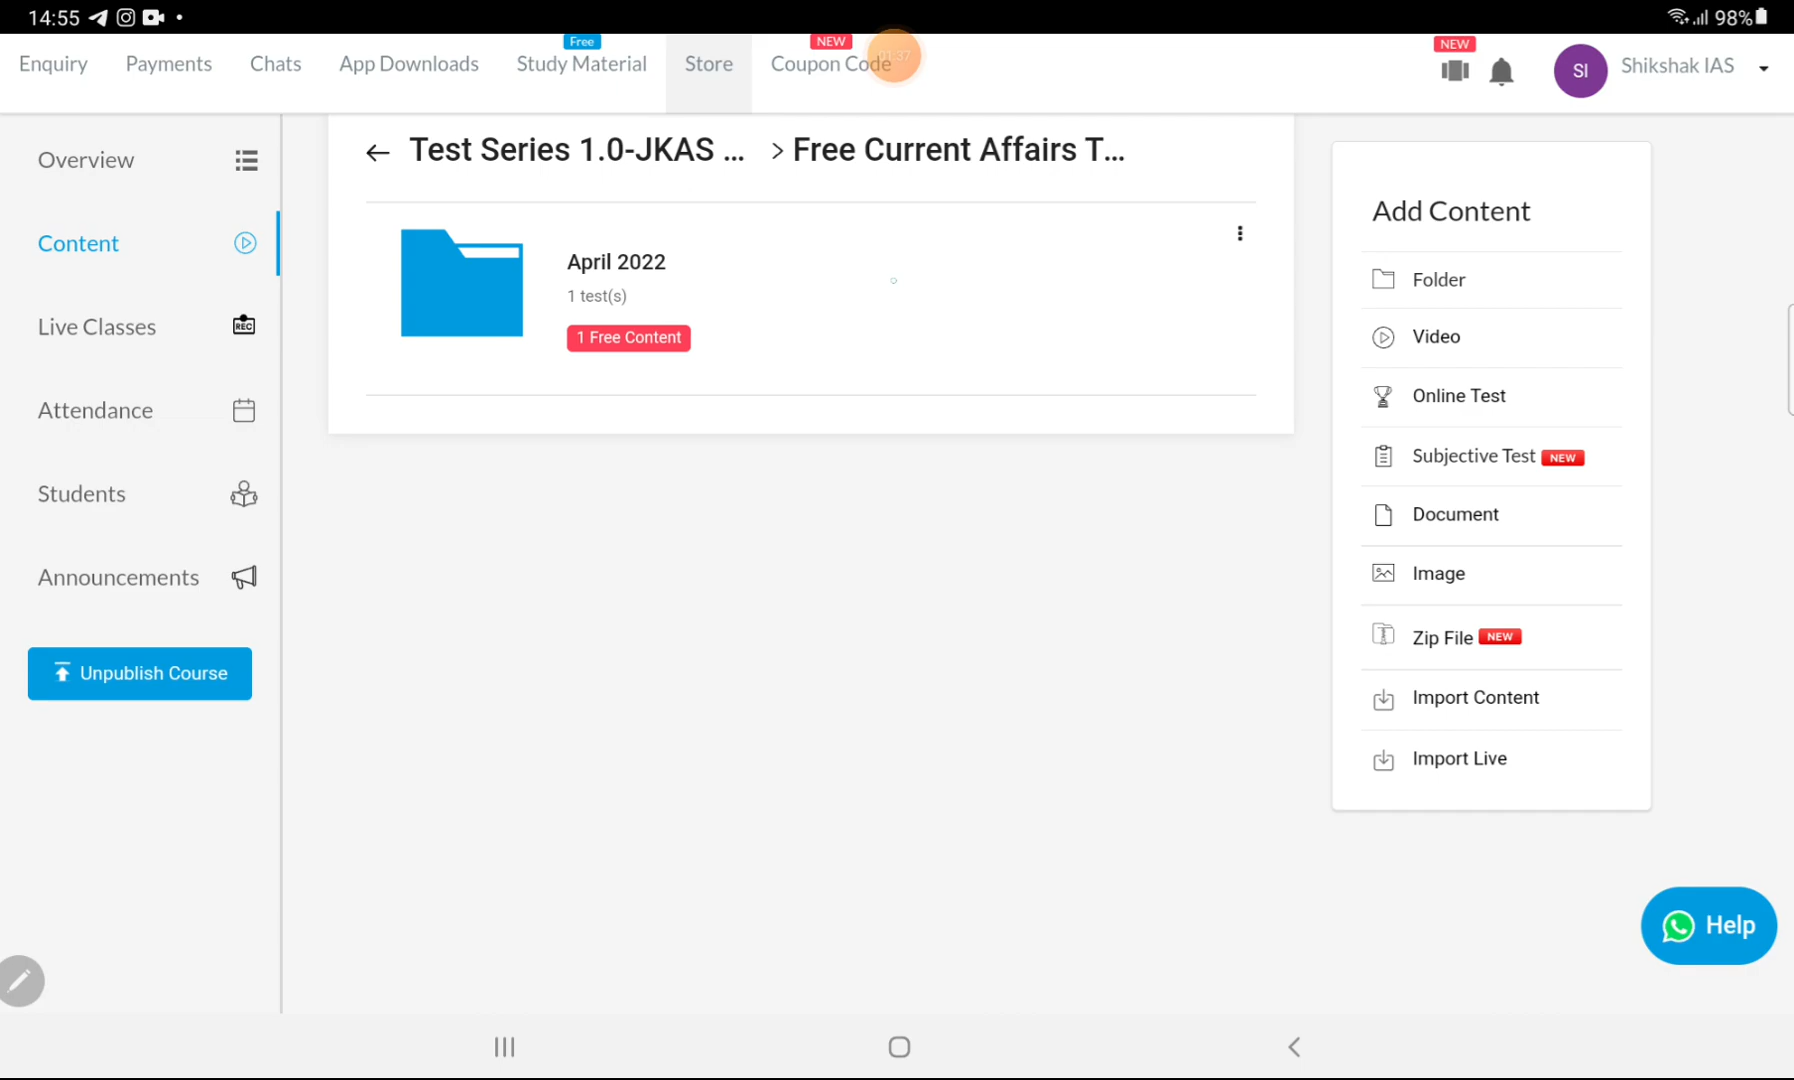 14:55
98%
Enquiry
Payments
Chats
App Downloads
Free
Study Material
Store
NEW
Coupon Code
01:37
NEW
SI
Shikshak IAS
Overview
Content
Live Classes
REC
Attendance
Students
Announcements
Unpublish Course
Test Series 1.0-JKAS ... > Free Current Affairs T...
April 2022
1 test(s)
1 Free Content
Add Content
Folder
Video
Online Test
Subjective Test NEW
Document
Image
Zip File NEW
Import Content
Import Live
Help